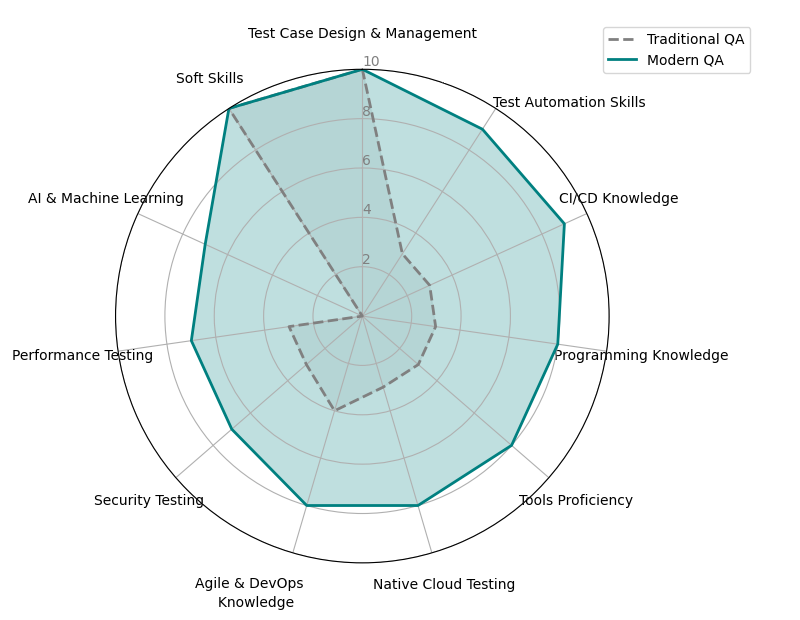 Test Case Design & Management
Traditional QA
Modern QA
10
Soft Skills
Test Automation Skills
8
6
AI & Machine Learning
CI/CD Knowledge
4
2
Performance Testing
Programming Knowledge
Security Testing
Tools Proficiency
Agile & DevOps
Knowledge
Native Cloud Testing